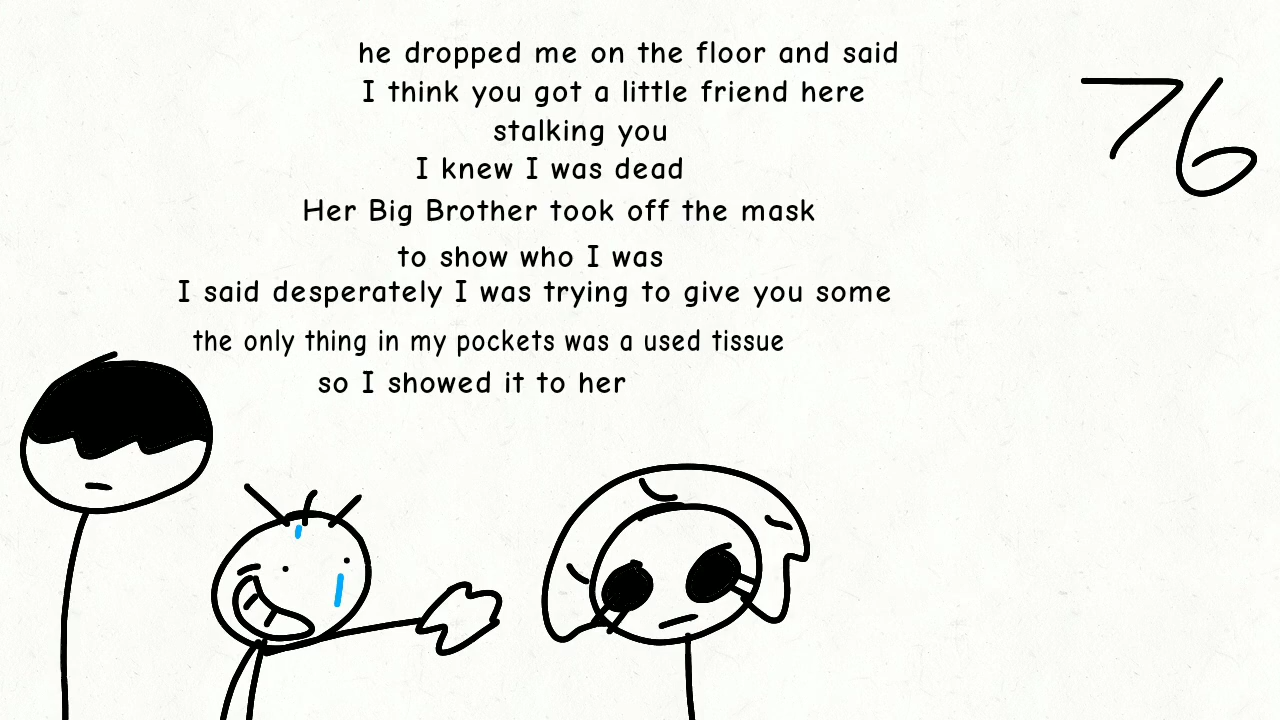 he dropped me on the floor and said
I think you got a little friend here
stalking you
I knew I was dead
Her Big Brother took off the mask
to show who I was
I said desperately I was trying to give you some
the only thing in my pockets was a used tissue
so I showed it to her
76